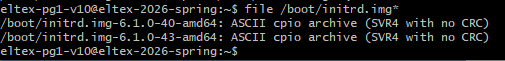 eltex-pg1-v10@eltex-2026-spring:~$ file /boot/initrd.img*
/boot/initrd.img-6.1.0-40-amd64: ASCII cpio archive (SVR4 with no CRC)
/boot/initrd.img-6.1.0-43-amd64: ASCII cpio archive (SVR4 with no CRC)
eltex-pg1-v10@eltex-2026-spring:~$